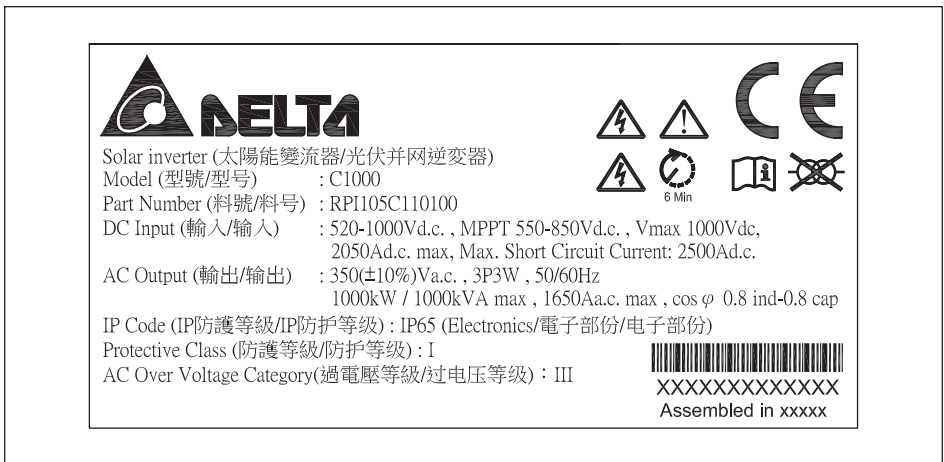 DELTA
CE
Solar inverter (太陽能變流器/光伏并网逆变器)
Model (型號/型号) : C1000
6 Min
Part Number (料號/料号) : RPI105C110100
DC Input (輸入/输入) : 520-1000Vd.c. , MPPT 550-850Vd.c. , Vmax 1000Vdc,
2050Ad.c. max, Max. Short Circuit Current: 2500Ad.c.
AC Output (輸出/输出) : 350(±10%)Va.c. , 3P3W , 50/60Hz
1000kW / 1000kVA max , 1650Aa.c. max , cos φ 0.8 ind-0.8 cap
IP Code (IP防護等級/IP防护等级) : IP65 (Electronics/電子部份/电子部份)
Protective Class (防護等級/防护等级) : I
AC Over Voltage Category(過電壓等級/过电压等级)：III
XXXXXXXXXXXXX
Assembled in xxxxx